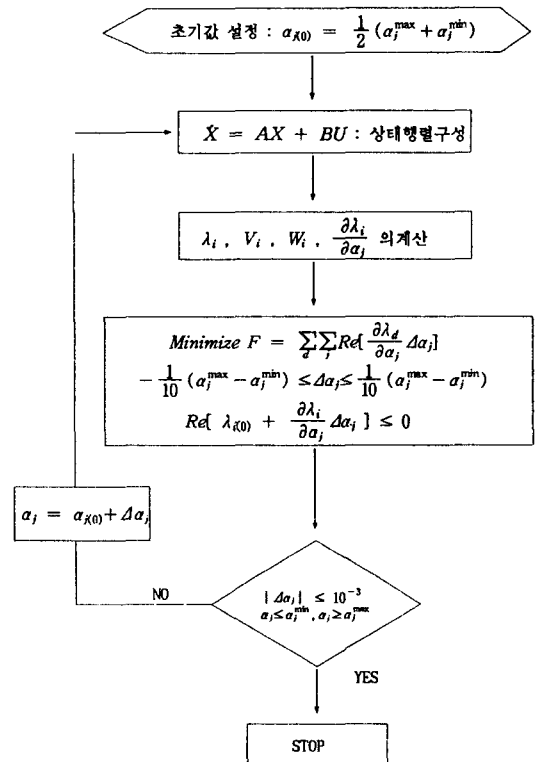 초기값 설정 : α_{j(0)} = 1/2 (α_j^{max} + α_j^{min})
Ẋ = AX + BU : 상태행렬구성
λ_i , V_i , W_i , ∂λ_i/∂α_j 의계산
Minimize F = Σ_d Σ_j Re[ ∂λ_d/∂α_j Δα_j]
- 1/10 (α_j^{max} - α_j^{min}) ≤ Δα_j ≤ 1/10 (α_j^{max} - α_j^{min})
Re[ λ_{i(0)} + ∂λ_i/∂α_j Δα_j ] ≤ 0
α_j = α_{j(0)} + Δα_j
NO
| Δα_j | ≤ 10^{-3}
α_j ≤ α_j^{min} , α_j ≥ α_j^{max}
YES
STOP